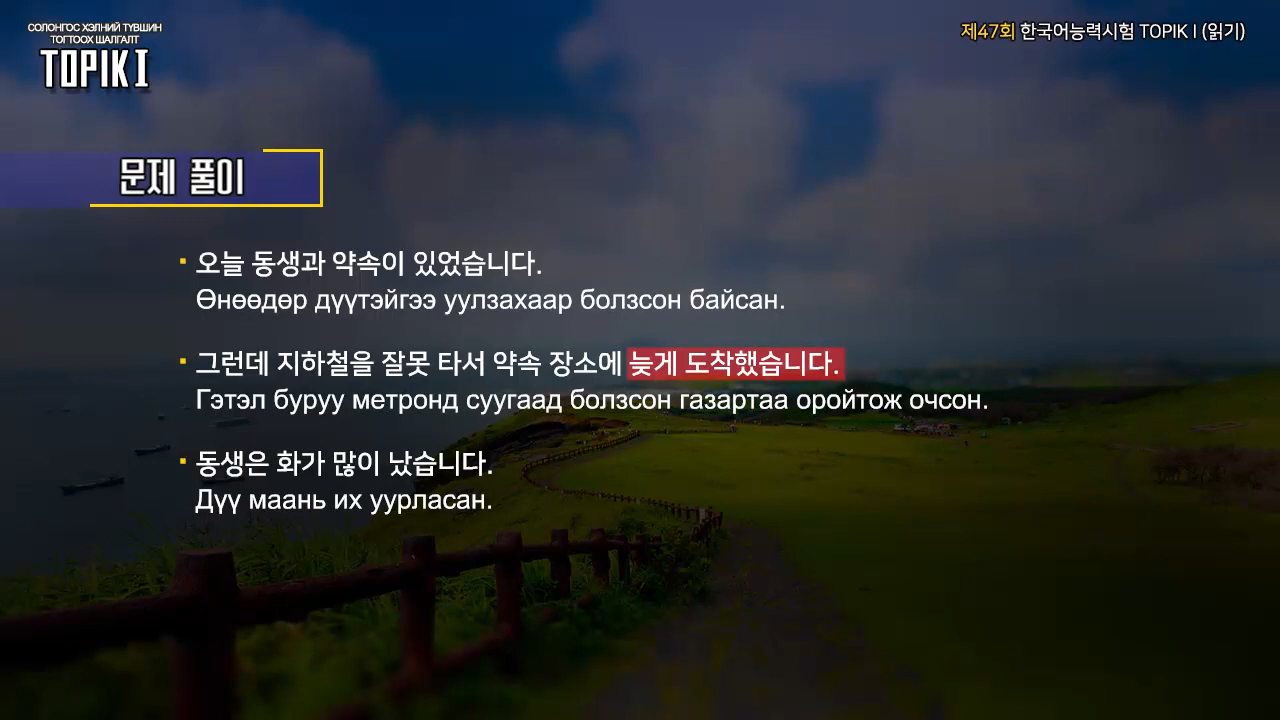 СОЛОНГОС ХЭЛНИЙ ТҮВШИН
ТОГТООХ ШАЛГАЛТ
TOPIK I
제47회 한국어능력시험 TOPIK I (읽기)
문제 풀이
오늘 동생과 약속이 있었습니다.
Өнөөдөр дүүтэйгээ уулзахаар болзсон байсан.
그런데 지하철을 잘못 타서 약속 장소에 늦게 도착했습니다.
Гэтэл буруу метронд суугаад болзсон газартаа оройтож очсон.
동생은 화가 많이 났습니다.
Дүү маань их уурласан.